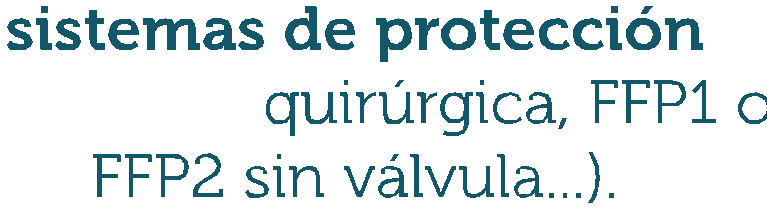 sistemas de protección
quirúrgica, FFP1 o
FFP2 sin válvula...).